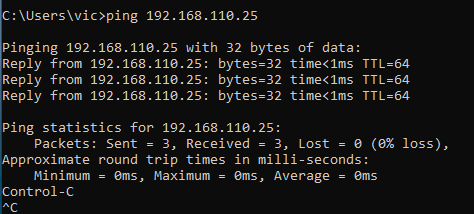 C:\Users\vic>ping 192.168.110.25
Pinging 192.168.110.25 with 32 bytes of data:
Reply from 192.168.110.25: bytes=32 time<1ms TTL=64
Reply from 192.168.110.25: bytes=32 time<1ms TTL=64
Reply from 192.168.110.25: bytes=32 time<1ms TTL=64
Ping statistics for 192.168.110.25:
    Packets: Sent = 3, Received = 3, Lost = 0 (0% loss),
Approximate round trip times in milli-seconds:
    Minimum = 0ms, Maximum = 0ms, Average = 0ms
Control-C
^C